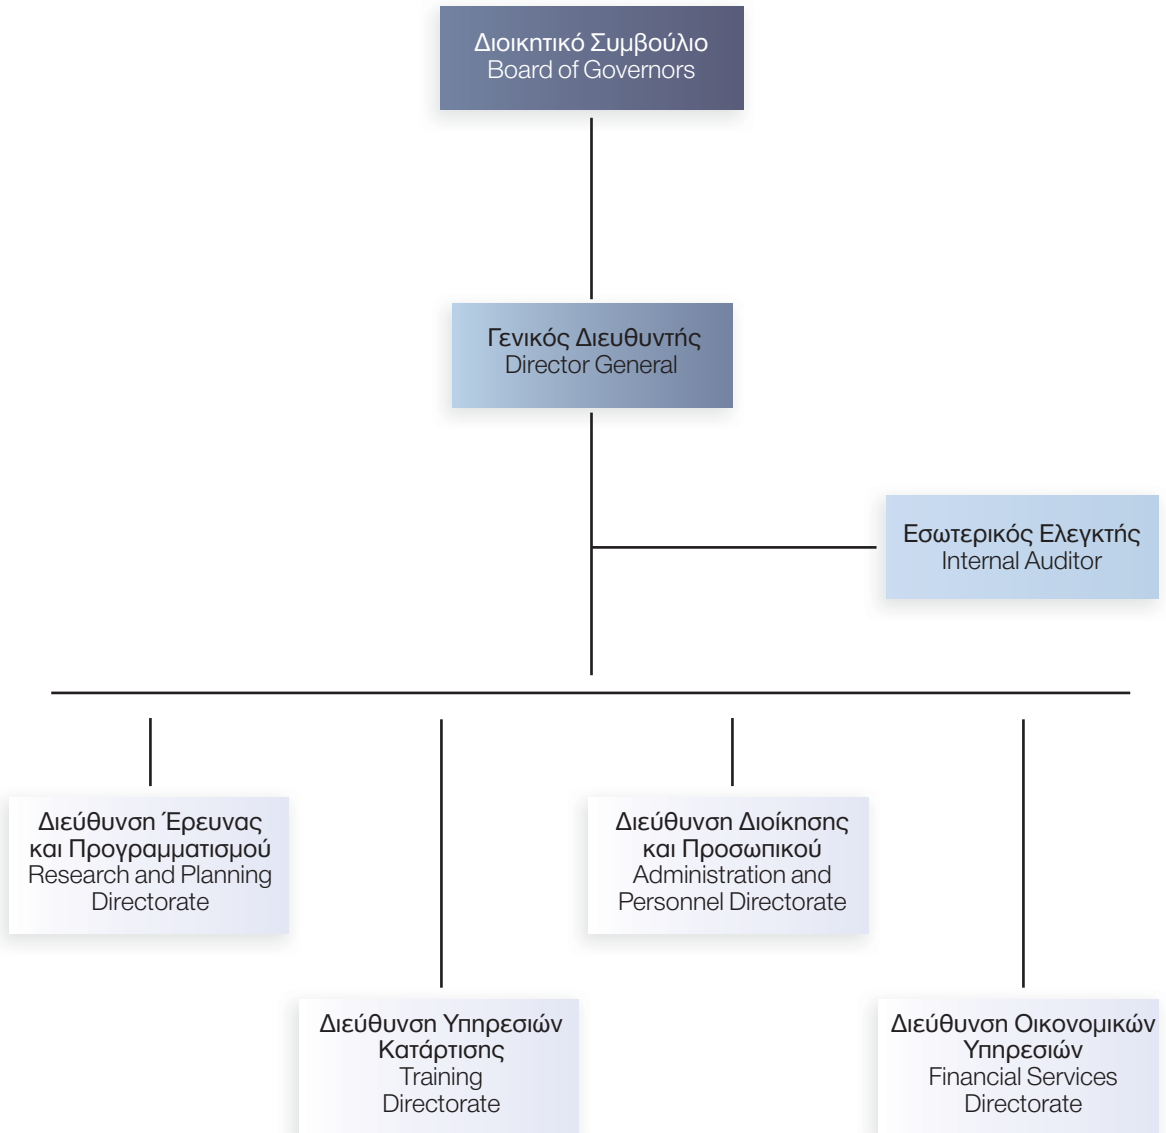 Διοικητικό Συμβούλιο
Board of Governors
Γενικός Διευθυντής
Director General
Εσωτερικός Ελεγκτής
Internal Auditor
Διεύθυνση Έρευνας
και Προγραμματισμού
Research and Planning
Directorate
Διεύθυνση Διοίκησης
και Προσωπικού
Administration and
Personnel Directorate
Διεύθυνση Υπηρεσιών
Κατάρτισης
Training
Directorate
Διεύθυνση Οικονομικών
Υπηρεσιών
Financial Services
Directorate